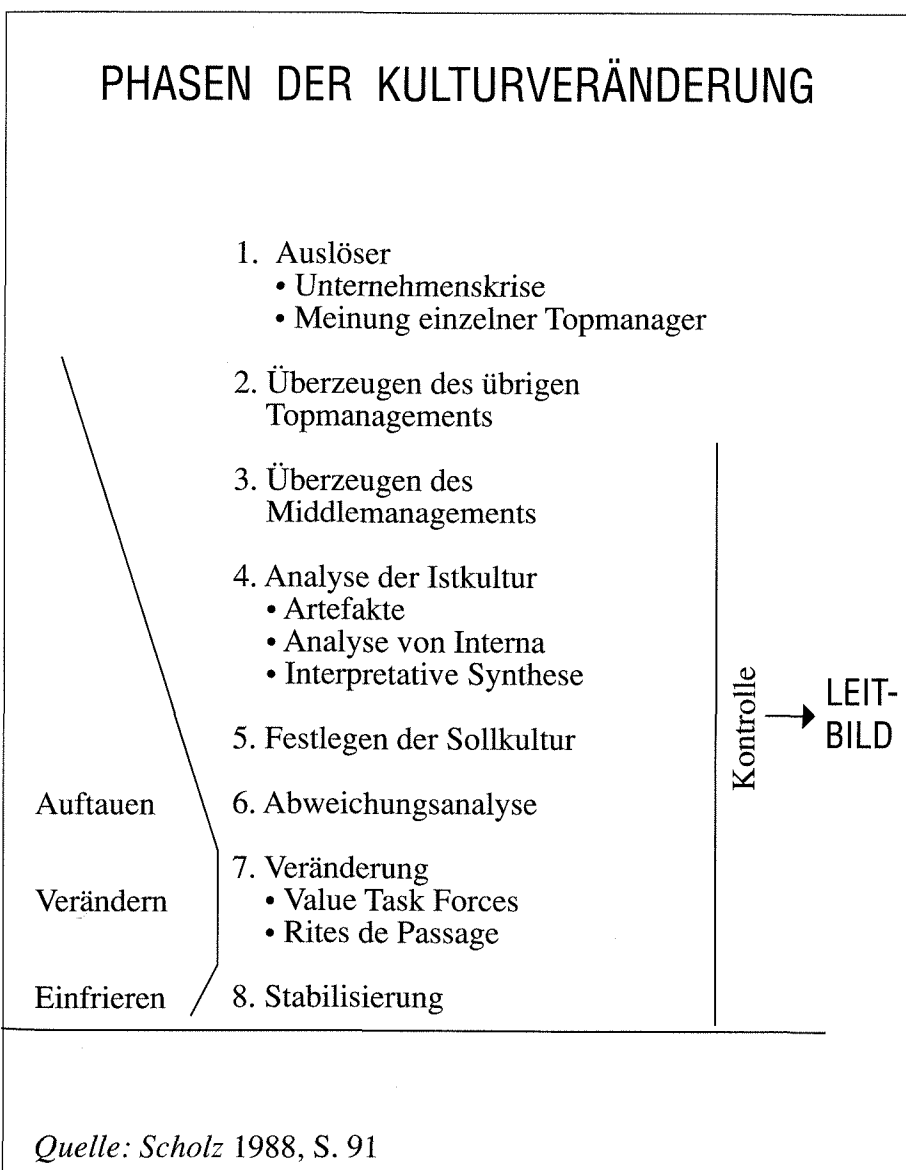 PHASEN DER KULTURVERÄNDERUNG
1. Auslöser
• Unternehmenskrise
• Meinung einzelner Topmanager
2. Überzeugen des übrigen
Topmanagements
3. Überzeugen des
Middlemanagements
4. Analyse der Istkultur
• Artefakte
• Analyse von Interna
• Interpretative Synthese
5. Festlegen der Sollkultur
Auftauen
6. Abweichungsanalyse
Verändern
7. Veränderung
• Value Task Forces
• Rites de Passage
Einfrieren
8. Stabilisierung
Kontrolle
LEIT-
BILD
Quelle: Scholz 1988, S. 91